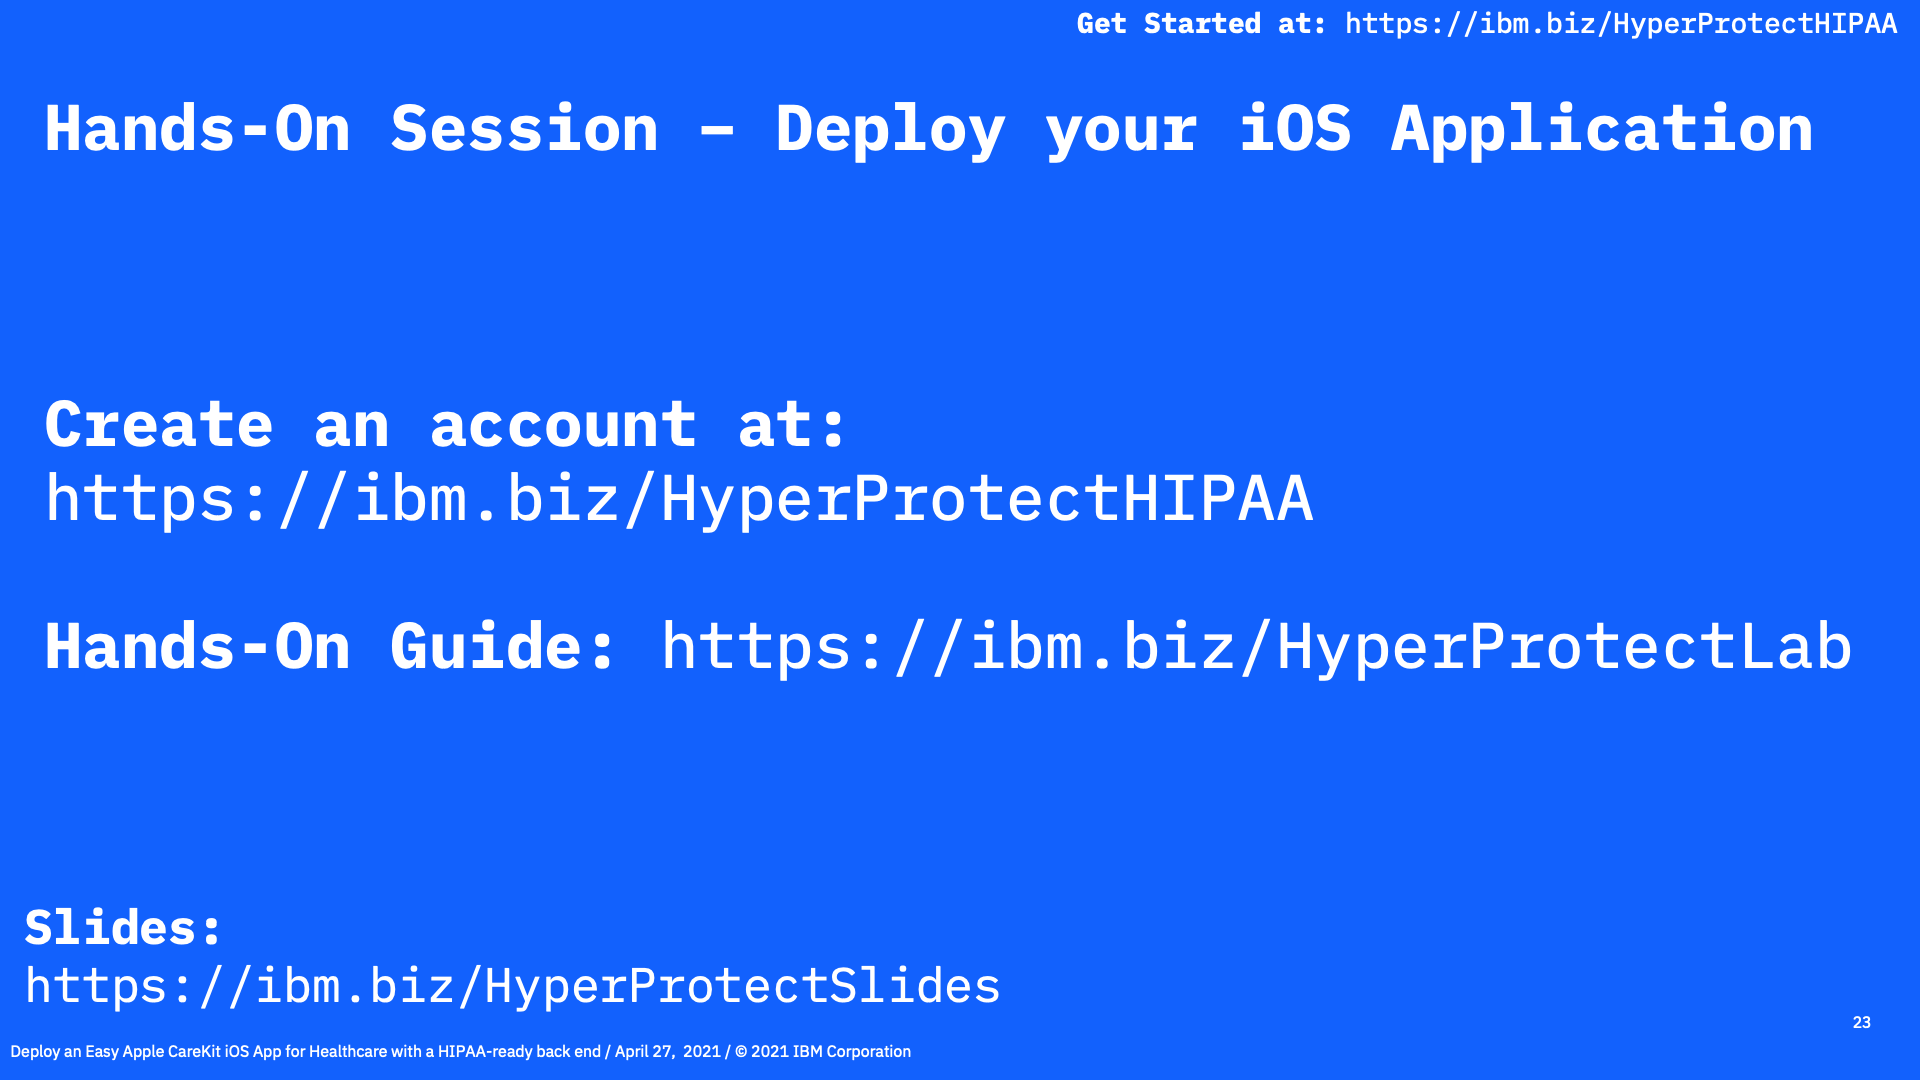 Get Started at: https://ibm.biz/HyperProtectHIPAA
Hands-On Session – Deploy your iOS Application
Create an account at:
https://ibm.biz/HyperProtectHIPAA
Hands-On Guide: https://ibm.biz/HyperProtectLab
Slides:
https://ibm.biz/HyperProtectSlides
23
Deploy an Easy Apple CareKit iOS App for Healthcare with a HIPAA-ready back end / April 27, 2021 / © 2021 IBM Corporation